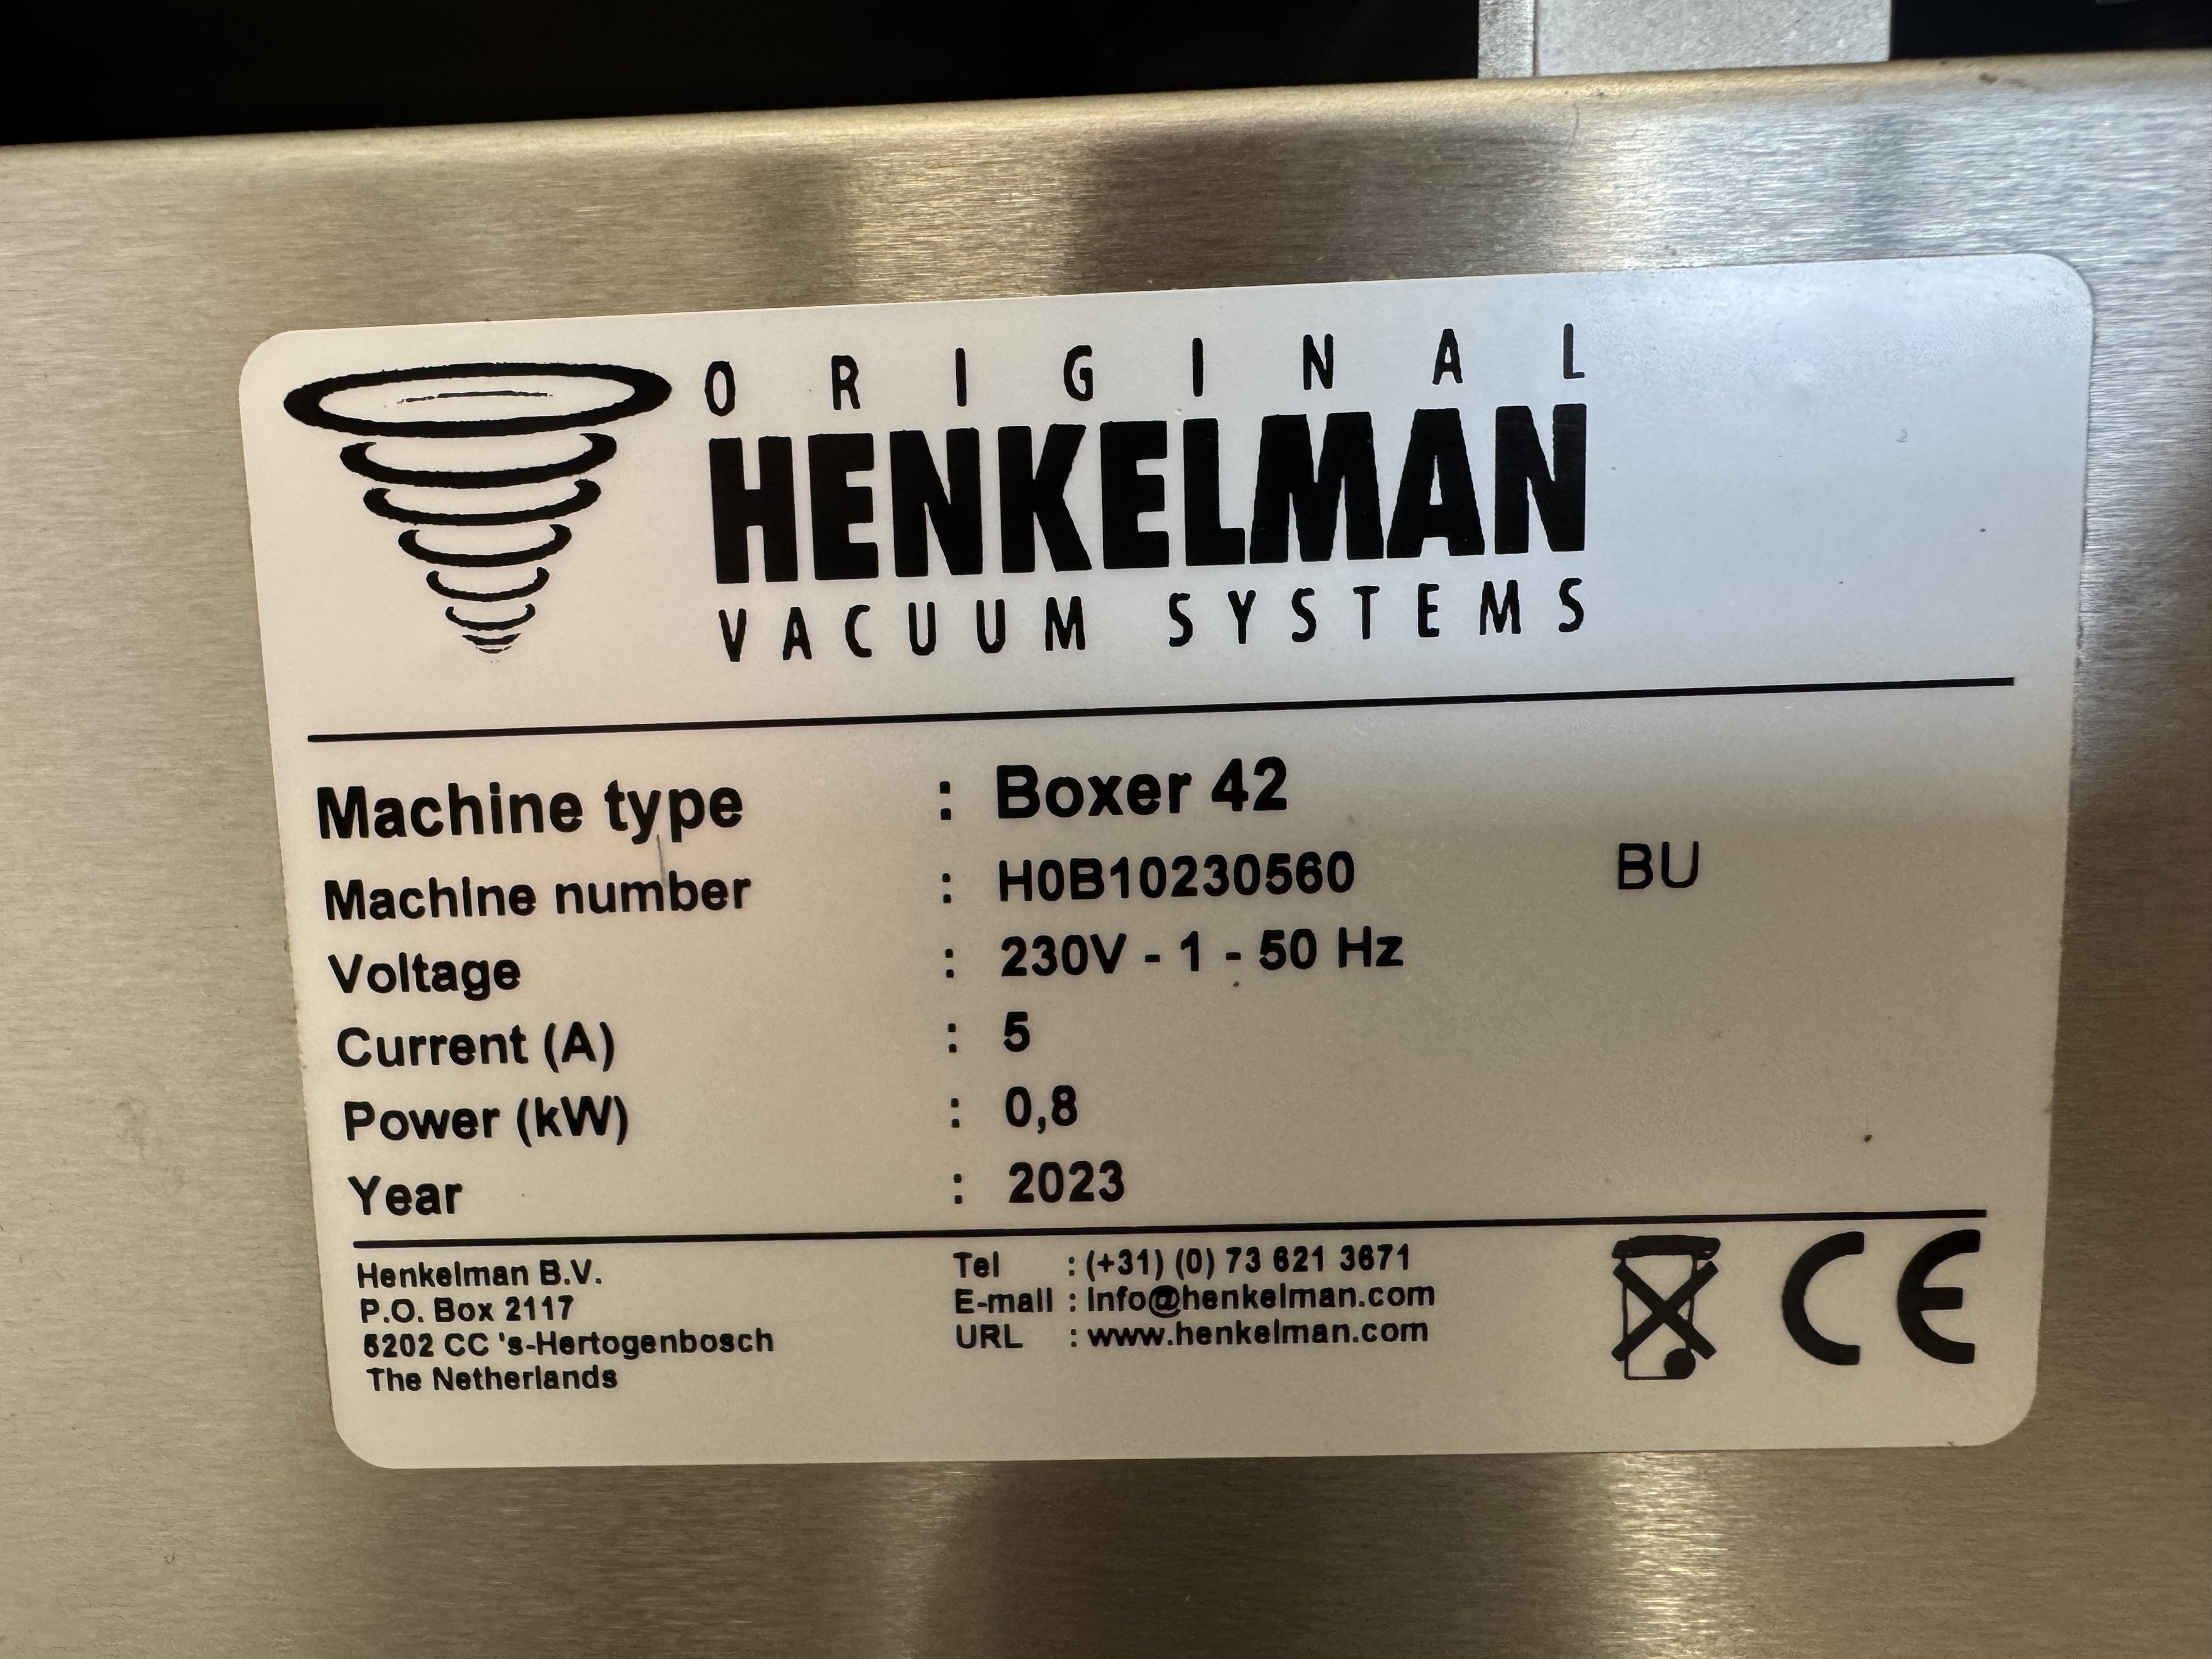 ORIGINAL
HENKELMAN
VACUUM SYSTEMS
Machine type : Boxer 42
Machine number : H0B10230560 BU
Voltage : 230V - 1 - 50 Hz
Current (A) : 5
Power (kW) : 0,8
Year : 2023
Henkelman B.V.
P.O. Box 2117
5202 CC 's-Hertogenbosch
The Netherlands
Tel : (+31) (0) 73 621 3671
E-mail : info@henkelman.com
URL : www.henkelman.com
CE